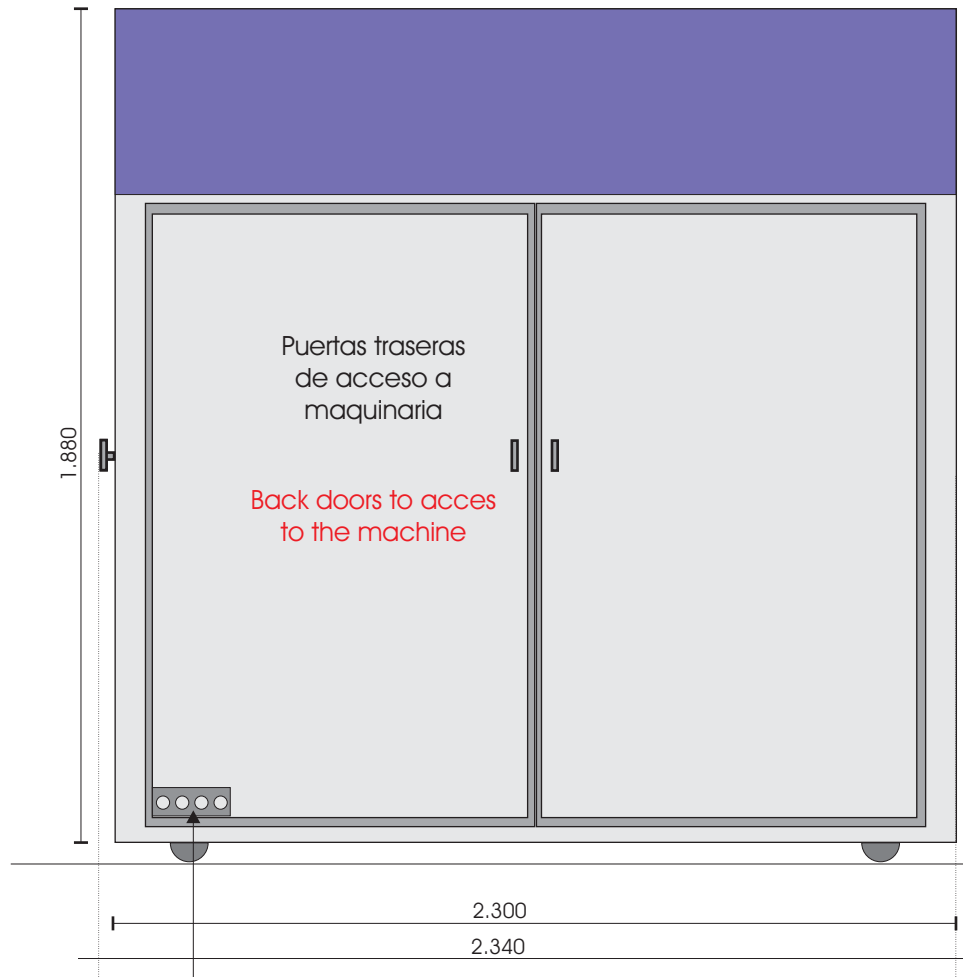 Puertas traseras
de acceso a
maquinaria
1.880
Back doors to acces
to the machine
2.300
2.340